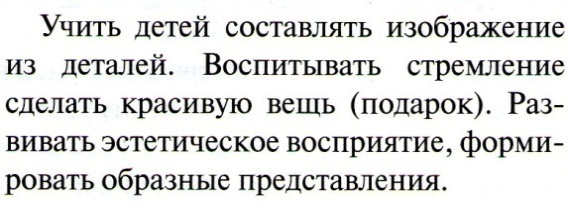 Учить детей составлять изображение
из деталей. Воспитывать стремление
сделать красивую вещь (подарок). Раз-
вивать эстетическое восприятие, форми-
ровать образные представления.